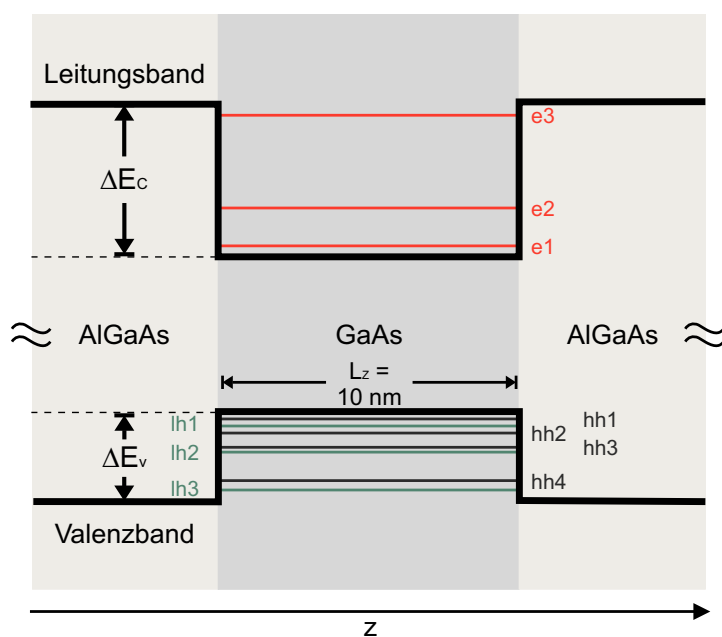 Leitungsband
e3
ΔEC
e2
e1
AlGaAs
GaAs
AlGaAs
Lz =
10 nm
lh1
hh1
hh2
ΔEv
lh2
hh3
hh4
lh3
Valenzband
z